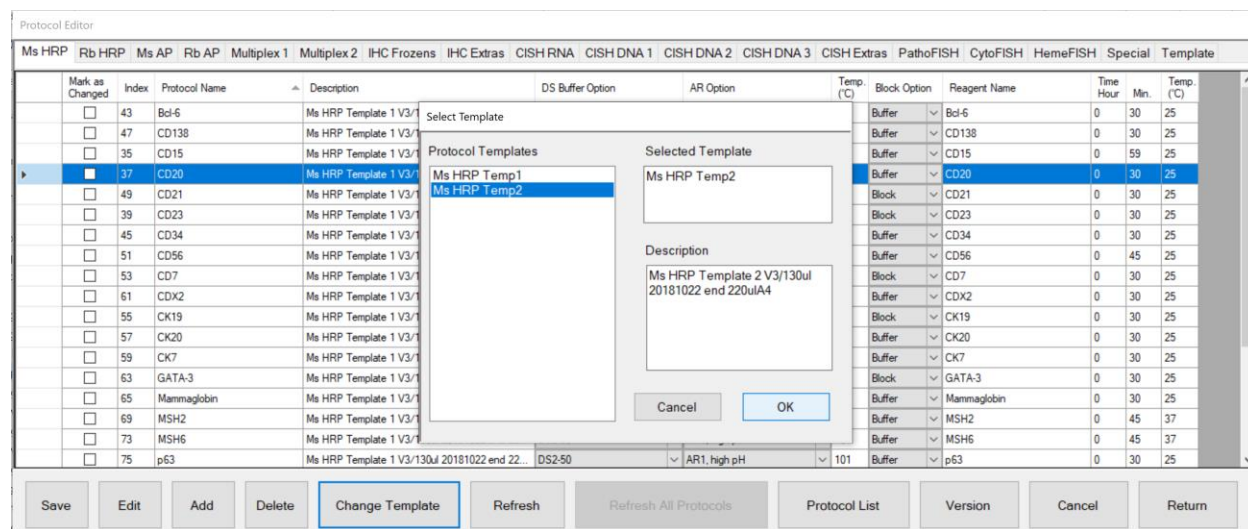 Protocol Editor
Ms HRP Rb HRP Ms AP Rb AP Multiplex 1 Multiplex 2 IHC Frozens IHC Extras CISH RNA CISH DNA 1 CISH DNA 2 CISH DNA 3 CISH Extras PathoFISH CytoFISH HemeFISH Special Template
Mark as Changed Index Protocol Name Description DS Buffer Option AR Option Temp. (°C) Block Option Reagent Name Time Hour Min. Temp. (°C)
43 Bcl-6 Ms HRP Template 1 V3/1 Buffer Bcl-6 0 30 25
47 CD138 Ms HRP Template 1 V3/1 Buffer CD138 0 30 25
35 CD15 Ms HRP Template 1 V3/1 Buffer CD15 0 59 25
37 CD20 Ms HRP Template 1 V3/1 Buffer CD20 0 30 25
49 CD21 Ms HRP Template 1 V3/1 Block CD21 0 30 25
39 CD23 Ms HRP Template 1 V3/1 Block CD23 0 30 25
45 CD34 Ms HRP Template 1 V3/1 Buffer CD34 0 30 25
51 CD56 Ms HRP Template 1 V3/1 Buffer CD56 0 45 25
53 CD7 Ms HRP Template 1 V3/1 Block CD7 0 30 25
61 CDX2 Ms HRP Template 1 V3/1 Buffer CDX2 0 30 25
55 CK19 Ms HRP Template 1 V3/1 Block CK19 0 30 25
57 CK20 Ms HRP Template 1 V3/1 Buffer CK20 0 30 25
59 CK7 Ms HRP Template 1 V3/1 Buffer CK7 0 30 25
63 GATA-3 Ms HRP Template 1 V3/1 Block GATA-3 0 30 25
65 Mammaglobin Ms HRP Template 1 V3/1 Buffer Mammaglobin 0 30 25
69 MSH2 Ms HRP Template 1 V3/1 Buffer MSH2 0 45 37
73 MSH6 Ms HRP Template 1 V3/1 Buffer MSH6 0 45 37
75 p63 Ms HRP Template 1 V3/130ul 20181022 end 22... DS2-50 AR1, high pH 101 Buffer p63 0 30 25
Select Template
Protocol Templates
Ms HRP Temp1
Ms HRP Temp2
Selected Template
Ms HRP Temp2
Description
Ms HRP Template 2 V3/130ul
20181022 end 220ulA4
Cancel OK
Save Edit Add Delete Change Template Refresh Refresh All Protocols Protocol List Version Cancel Return